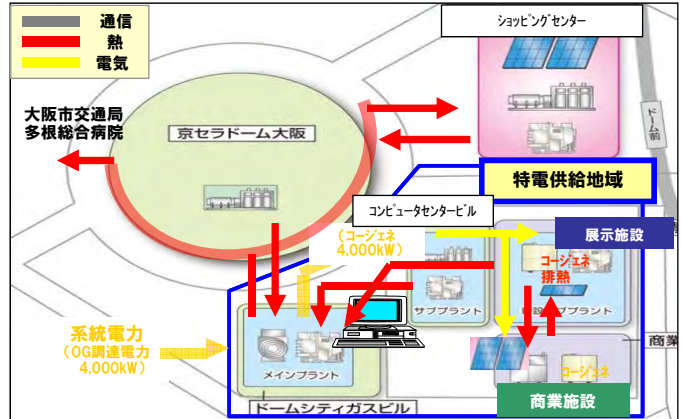 通信
熱
電気
ショッピングセンター
大阪市交通局
多根総合病院
京セラドーム大阪
ドーム前
特電供給地域
コンピュータセンタービル
展示施設
(コージェネ
4,000kW)
コージェネ
排熱
サブプラント
サブプラント
系統電力
(OG調達電力
4,000kW)
メインプラント
コージェネ
商業
商業施設
ドームシティガスビル